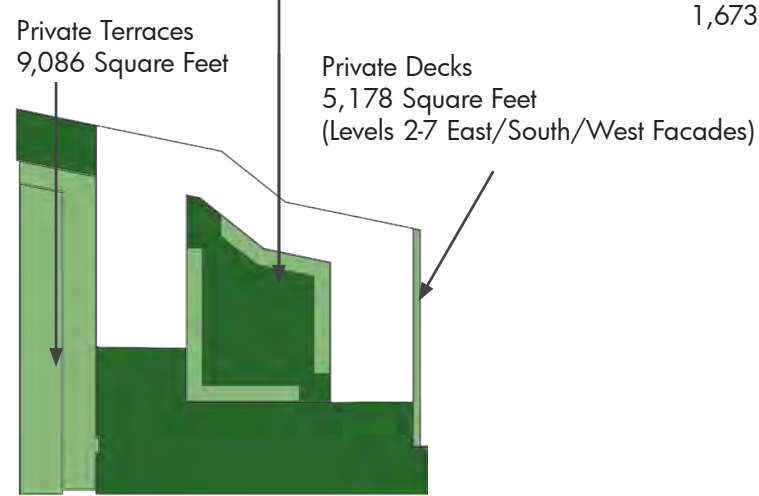 1,673
Private Terraces
9,086 Square Feet
Private Decks
5,178 Square Feet
(Levels 2-7 East/South/West Facades)